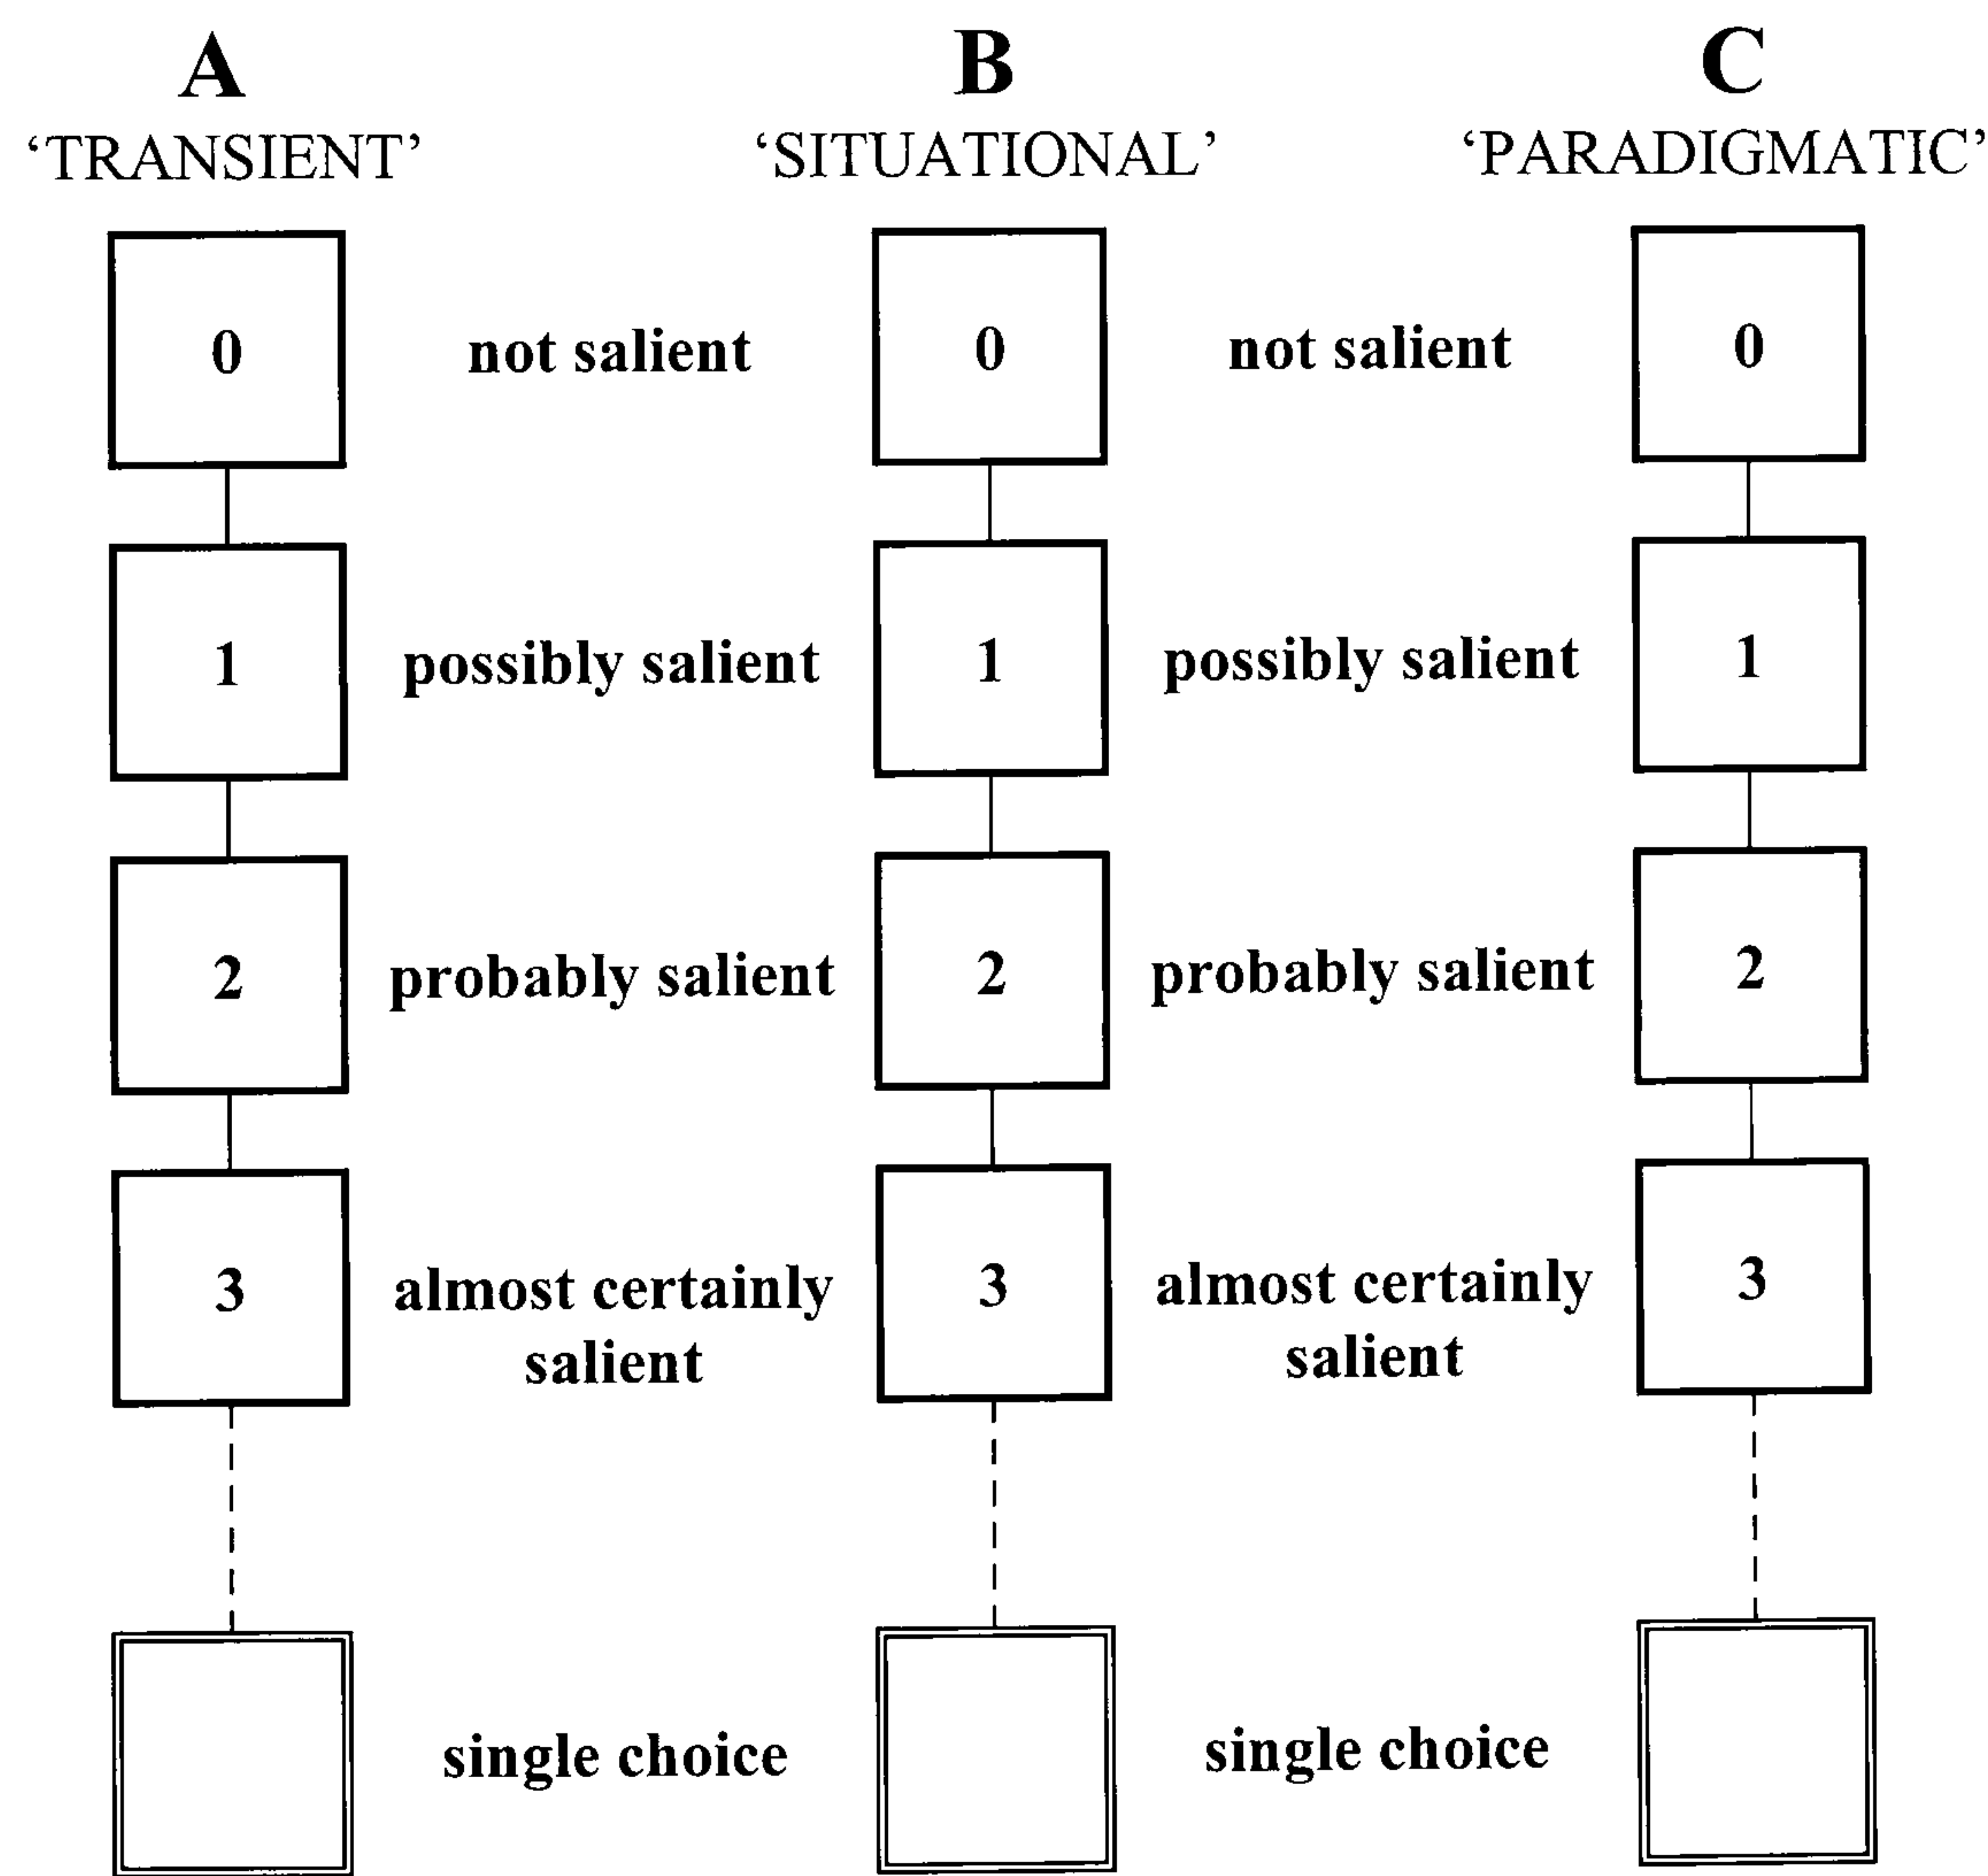 A B C
‘TRANSIENT’ ‘SITUATIONAL’ ‘PARADIGMATIC’
0 not salient 0 not salient 0
1 possibly salient 1 possibly salient 1
2 probably salient 2 probably salient 2
3 almost certainly 3 almost certainly 3
salient salient
single choice single choice